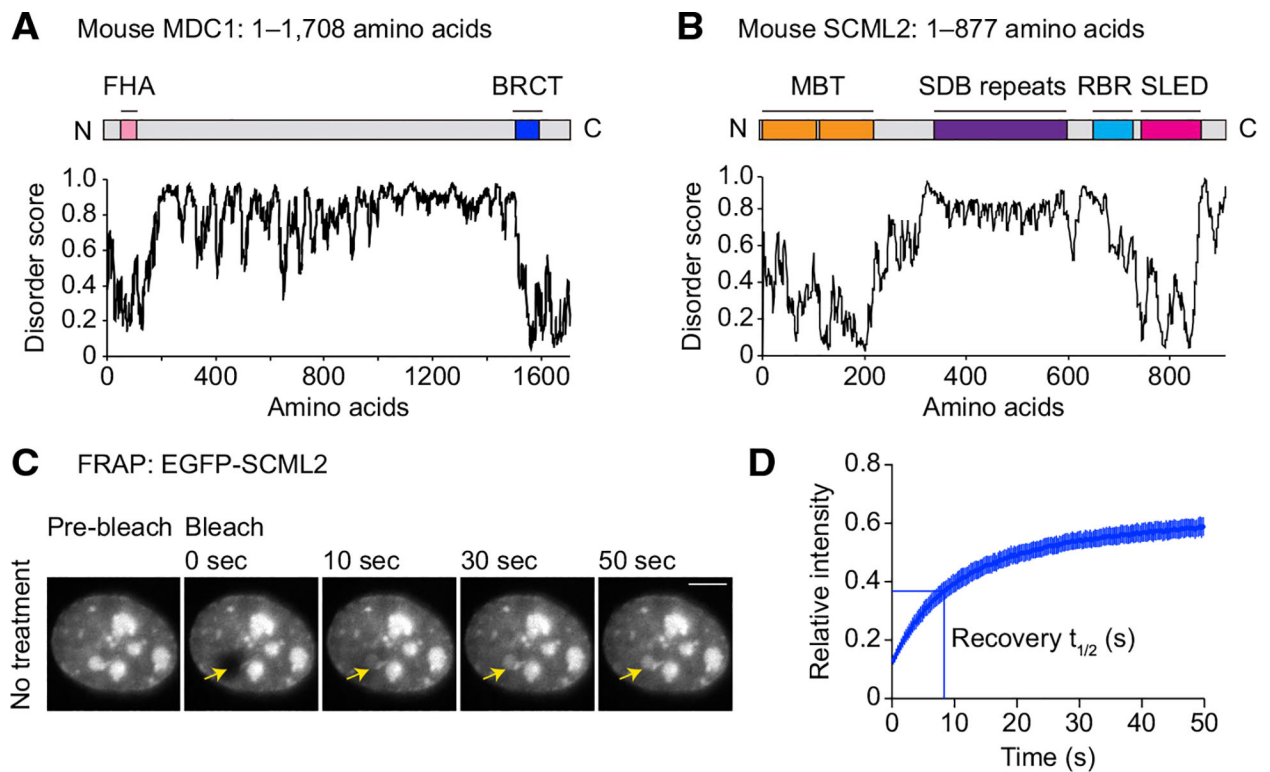 A Mouse MDC1: 1–1,708 amino acids
FHA BRCT
N C
Disorder score
1.0
0.8
0.6
0.4
0.2
0
0 400 800 1200 1600
Amino acids
B Mouse SCML2: 1–877 amino acids
MBT SDB repeats RBR SLED
N C
Disorder score
1.0
0.8
0.6
0.4
0.2
0
0 200 400 600 800
Amino acids
C FRAP: EGFP-SCML2
Pre-bleach Bleach
0 sec 10 sec 30 sec 50 sec
No treatment
D
Relative intensity
0.8
0.6
0.4
0.2
0
Recovery t1/2 (s)
0 10 20 30 40 50
Time (s)